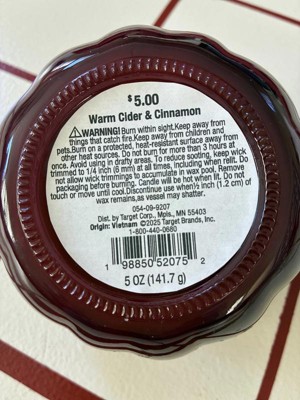 $5.00
Warm Cider & Cinnamon
⚠WARNING! Burn within sight.Keep away from
things that catch fire.Keep away from children and
pets.Burn on a protected, heat-resistant surface away from
other heat sources. Do not burn for more than 3 hours at
once. Avoid using in drafty areas. To reduce sooting, keep wick
trimmed to 1/4 inch (6 mm) at all times, including when relit. Do
not allow wick trimmings to accumulate in wax pool. Remove
packaging before burning. Candle will be hot when lit. Do not
touch or move until cool.Discontinue use when½ inch (1.2 cm) of
wax remains,as vessel may shatter.
054-09-9207
Dist. by Target Corp., Mpls, MN 55403
Origin: Vietnam ©2025 Target Brands, Inc.
1-800-440-0680
1 98850 52075 2
5 OZ (141.7 g)